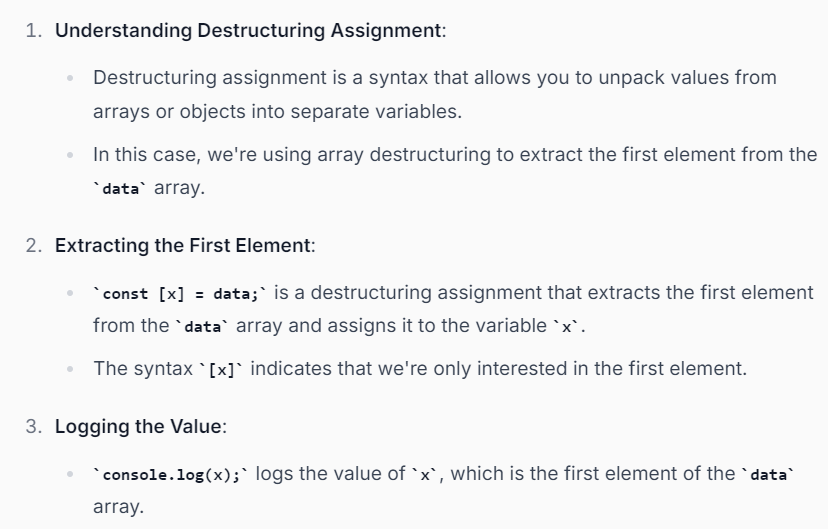 1. Understanding Destructuring Assignment:
Destructuring assignment is a syntax that allows you to unpack values from
arrays or objects into separate variables.
In this case, we're using array destructuring to extract the first element from the
`data` array.
2. Extracting the First Element:
`const [x] = data;` is a destructuring assignment that extracts the first element
from the `data` array and assigns it to the variable `x`.
The syntax `[x]` indicates that we're only interested in the first element.
3. Logging the Value:
`console.log(x);` logs the value of `x`, which is the first element of the `data`
array.